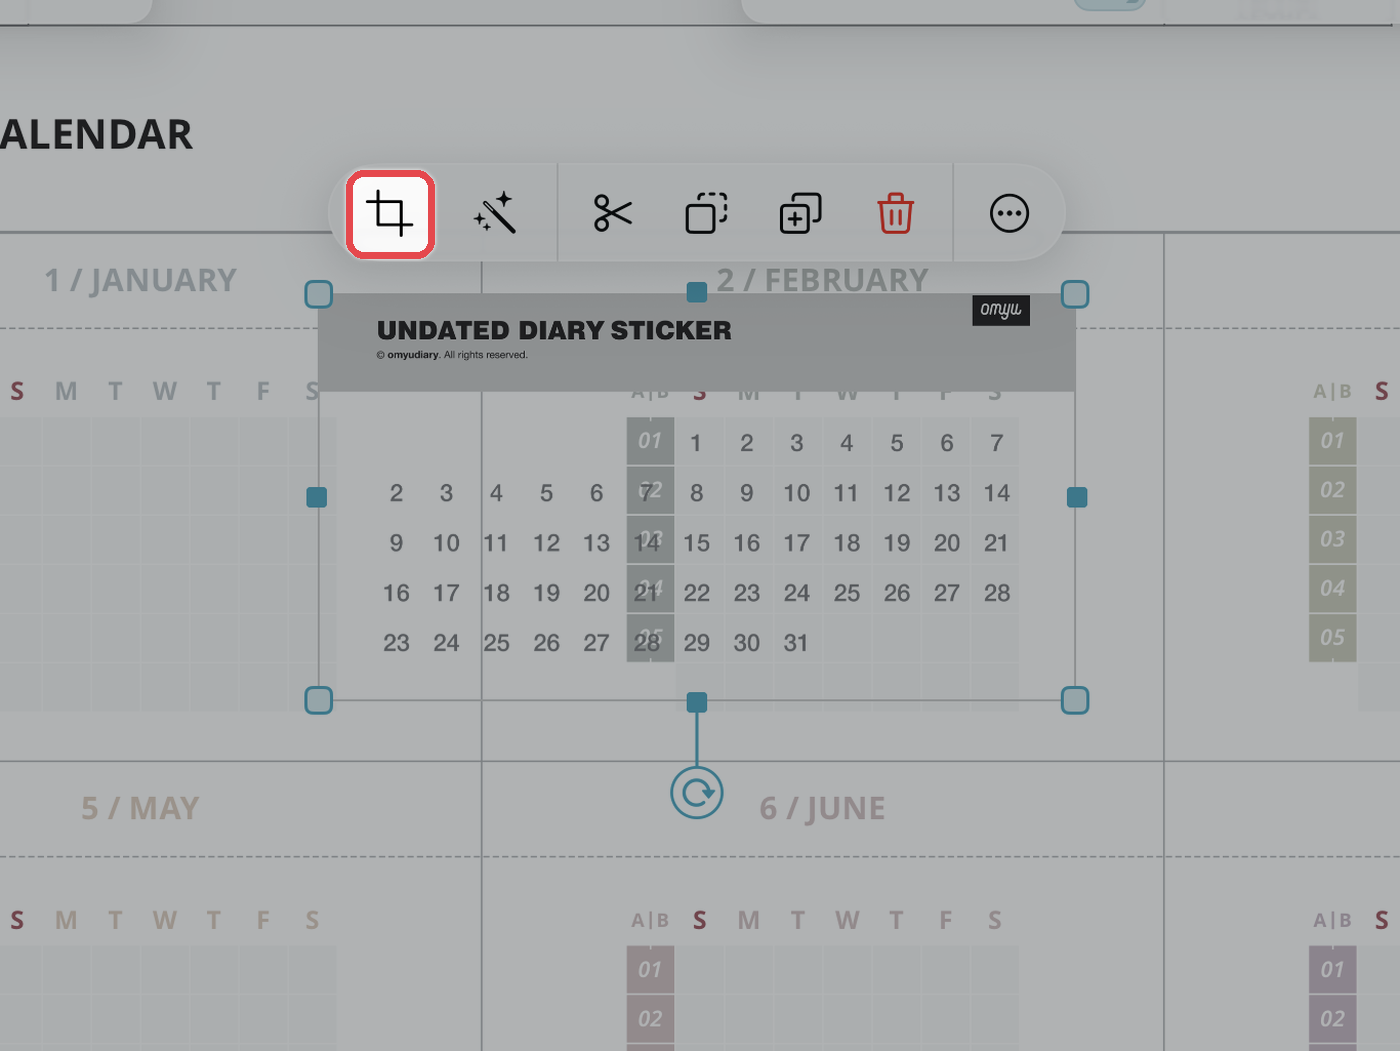 ALENDAR
1 / JANUARY
2 / FEBRUARY
omyu
UNDATED DIARY STICKER
© omyudiary. All rights reserved.
S M T W T F S
A|B S M T W T F S
A|B S
01 1 2 3 4 5 6 7
01
2 3 4 5 6 7 02 8 9 10 11 12 13 14
02
9 10 11 12 13 14 03 15 16 17 18 19 20 21
03
16 17 18 19 20 21 04 22 23 24 25 26 27 28
04
23 24 25 26 27 28 05 29 30 31
05
5 / MAY
6 / JUNE
S M T W T F S
A|B S M T W T F S
A|B S
01
01
02
02